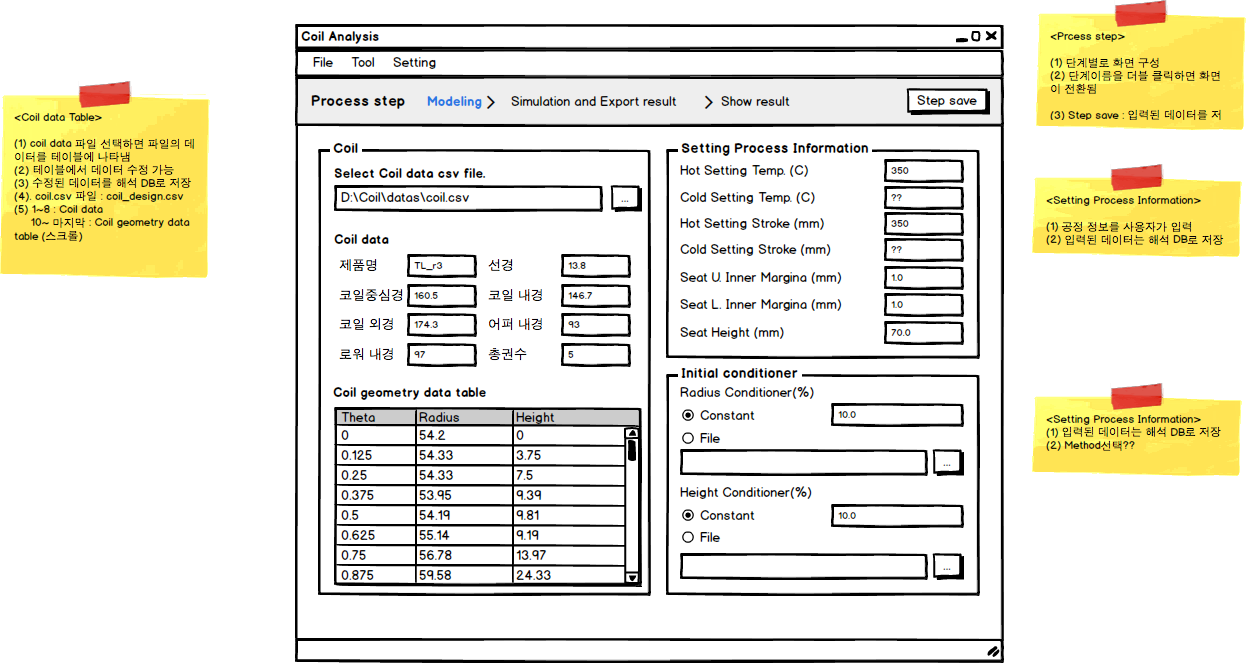 Coil Analysis
File Tool Setting
Process step Modeling Simulation and Export result Show result Step save
<Coil data Table>
(1) coil data 파일 선택하면 파일의 데
이터를 테이블에 나타냄
(2) 테이블에서 데이터 수정 가능
(3) 수정된 데이터를 해석 DB로 저장
(4). coil.csv 파일 : coil_design.csv
(5) 1~8 : Coil data
10~ 마지막 : Coil geometry data
table (스크롤)
Coil
Select Coil data csv file.
D:\Coil\datas\coil.csv ...
Coil data
제품명 TL_r3 선경 13.8
코일중심경 160.5 코일 내경 146.7
코일 외경 174.3 어퍼 내경 93
로워 내경 97 총권수 5
Coil geometry data table
Theta Radius Height
0 54.2 0
0.125 54.33 3.75
0.25 54.33 7.5
0.375 53.95 9.39
0.5 54.19 9.81
0.625 55.14 9.19
0.75 56.78 13.97
0.875 59.58 24.33
Setting Process Information
Hot Setting Temp. (C) 350
Cold Setting Temp. (C) ??
Hot Setting Stroke (mm) 350
Cold Setting Stroke (mm) ??
Seat U. Inner Margina (mm) 1.0
Seat L. Inner Margina (mm) 1.0
Seat Height (mm) 70.0
Initial conditioner
Radius Conditioner(%)
Constant 10.0
File
...
Height Conditioner(%)
Constant 10.0
File
...
<Prcess step>
(1) 단계별로 화면 구성
(2) 단계이름을 더블 클릭하면 화면
이 전환됨
(3) Step save : 입력된 데이터를 저
<Setting Process Information>
(1) 공정 정보를 사용자가 입력
(2) 입력된 데이터는 해석 DB로 저장
<Setting Process Information>
(1) 입력된 데이터는 해석 DB로 저장
(2) Method선택??